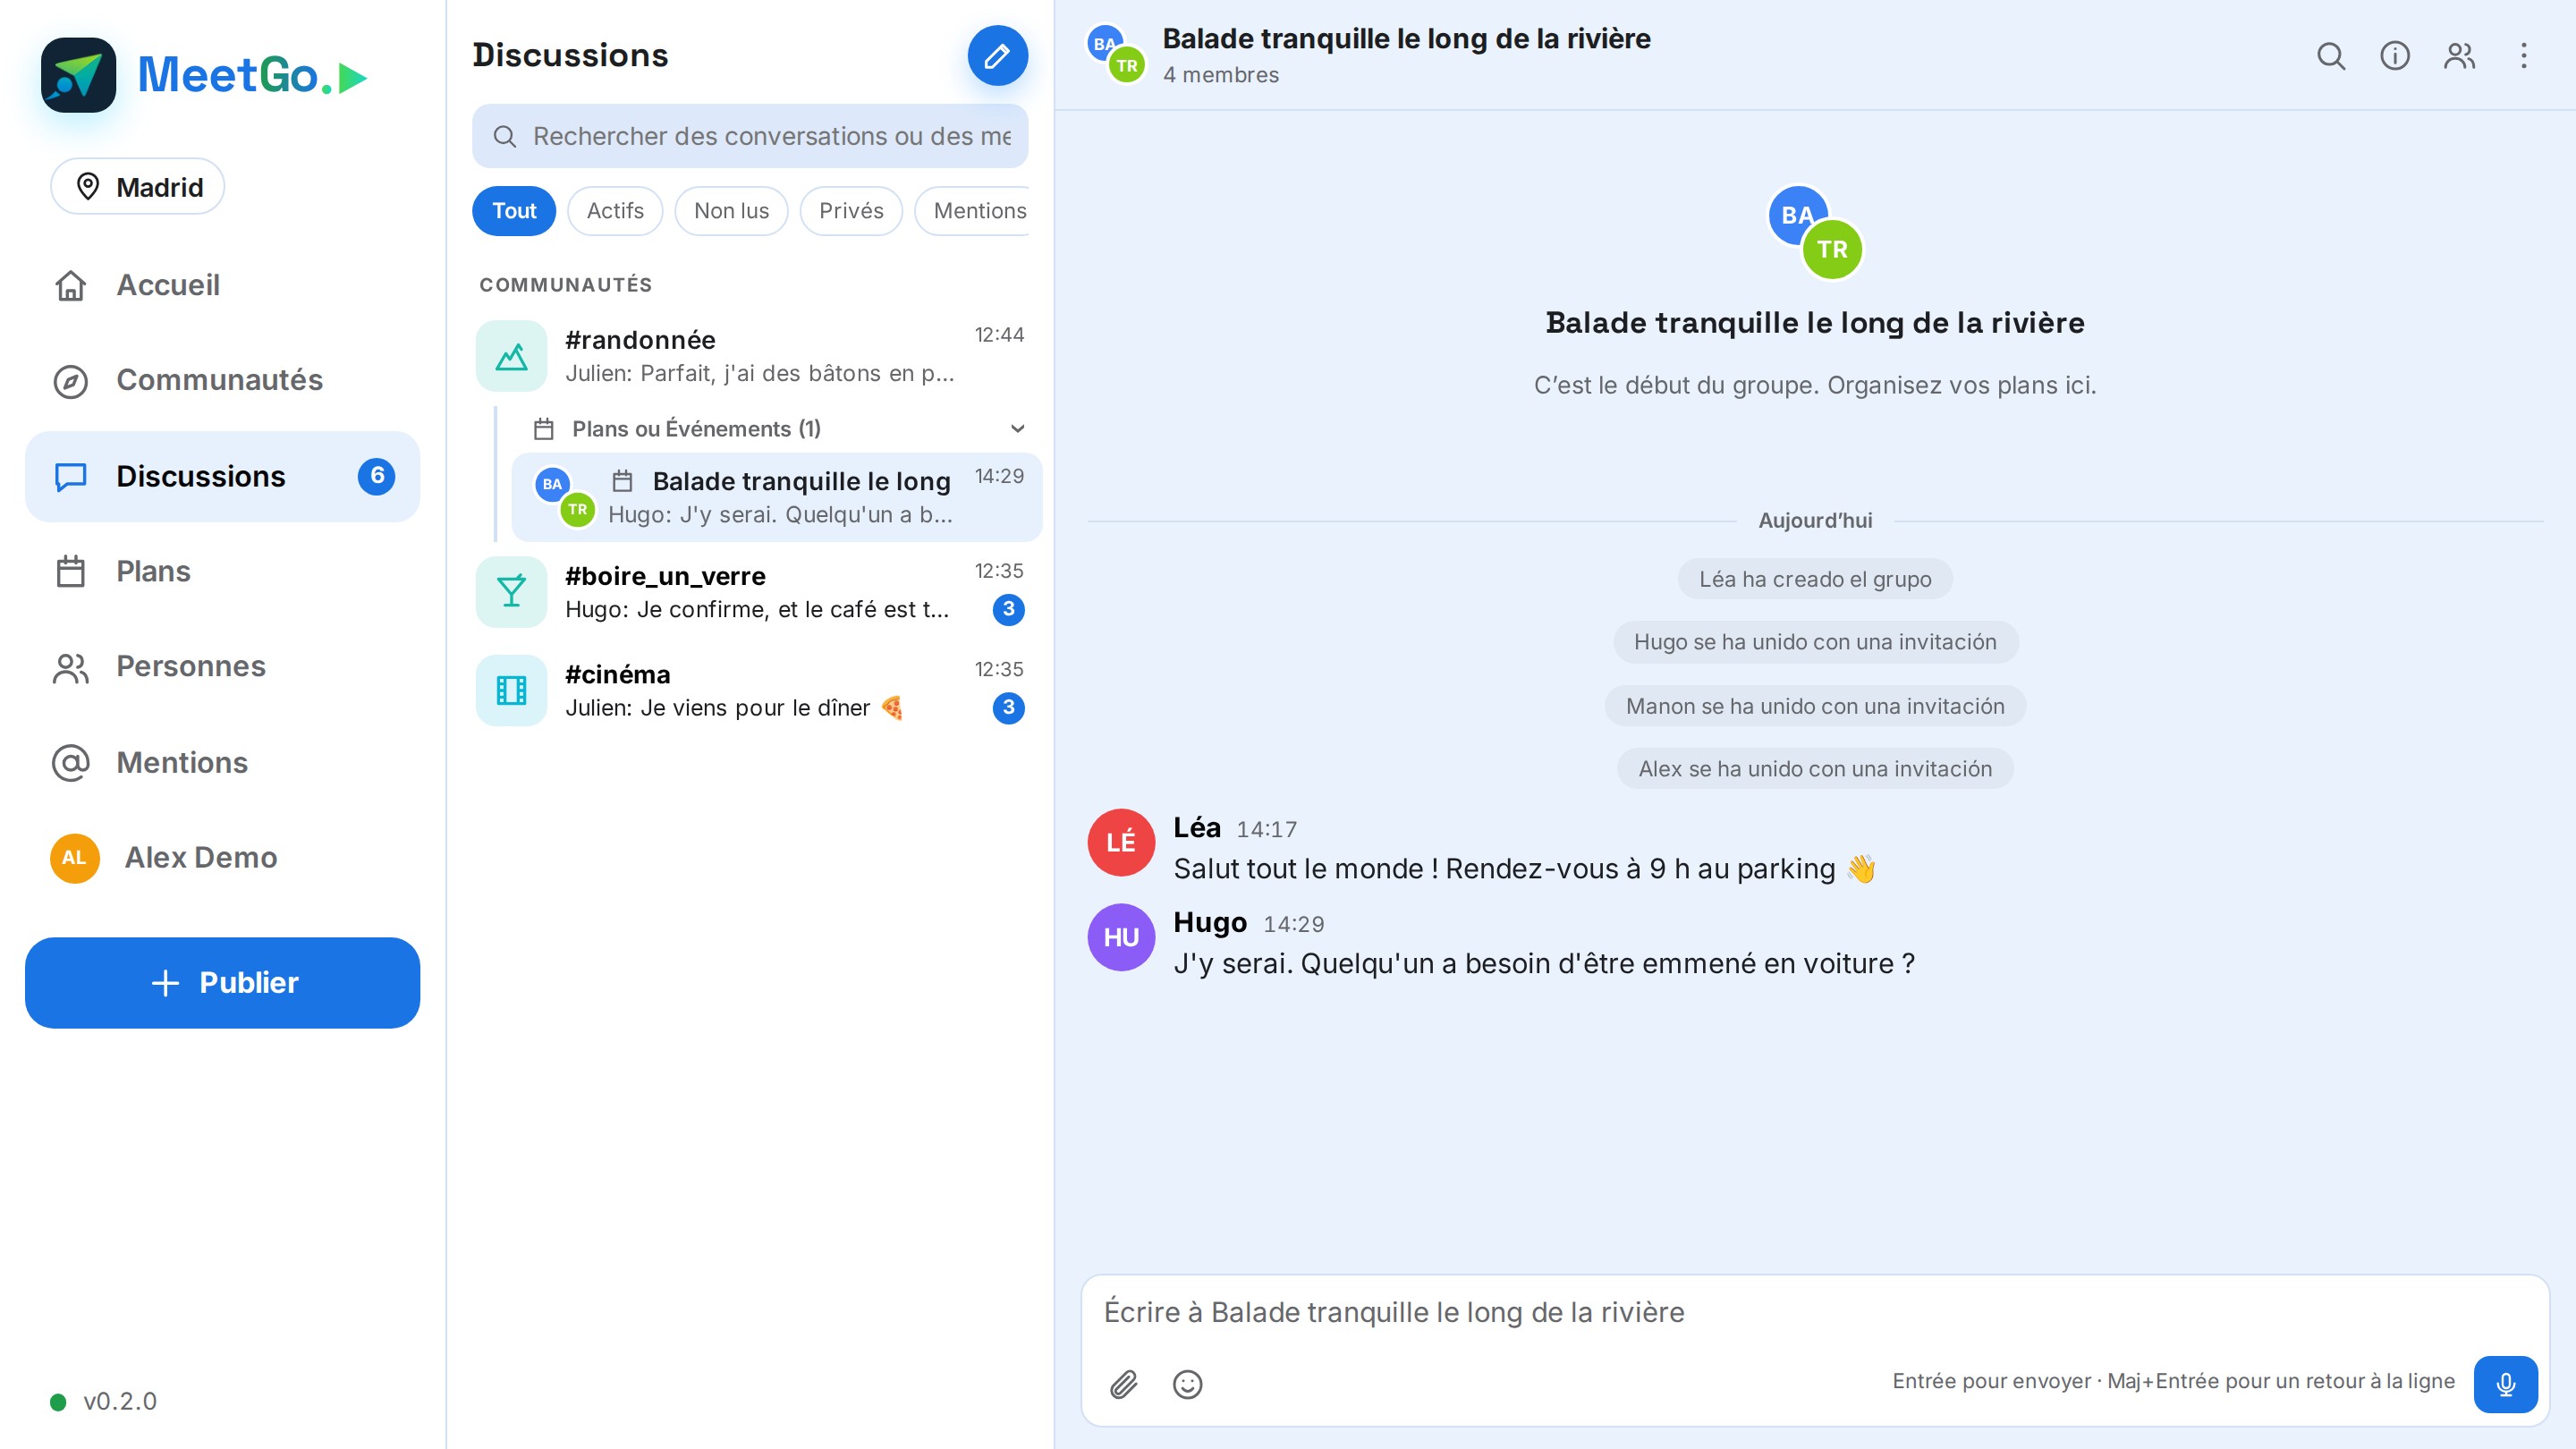 MeetGo.
Madrid
Accueil
Communautés
Discussions 6
Plans
Personnes
Mentions
AL Alex Demo
Publier
v0.2.0
Discussions
Rechercher des conversations ou des me
Tout Actifs Non lus Privés Mentions
COMMUNAUTÉS
#randonnée 12:44
Julien: Parfait, j'ai des bâtons en p...
Plans ou Événements (1)
BA TR Balade tranquille le long 14:29
Hugo: J'y serai. Quelqu'un a b...
#boire_un_verre 12:35
Hugo: Je confirme, et le café est t... 3
#cinéma 12:35
Julien: Je viens pour le dîner 🍕 3
BA TR Balade tranquille le long de la rivière
4 membres
BA
TR
Balade tranquille le long de la rivière
C’est le début du groupe. Organisez vos plans ici.
Aujourd’hui
Léa ha creado el grupo
Hugo se ha unido con una invitación
Manon se ha unido con una invitación
Alex se ha unido con una invitación
LÉ Léa 14:17
Salut tout le monde ! Rendez-vous à 9 h au parking 👋
HU Hugo 14:29
J'y serai. Quelqu'un a besoin d'être emmené en voiture ?
Écrire à Balade tranquille le long de la rivière
Entrée pour envoyer · Maj+Entrée pour un retour à la ligne